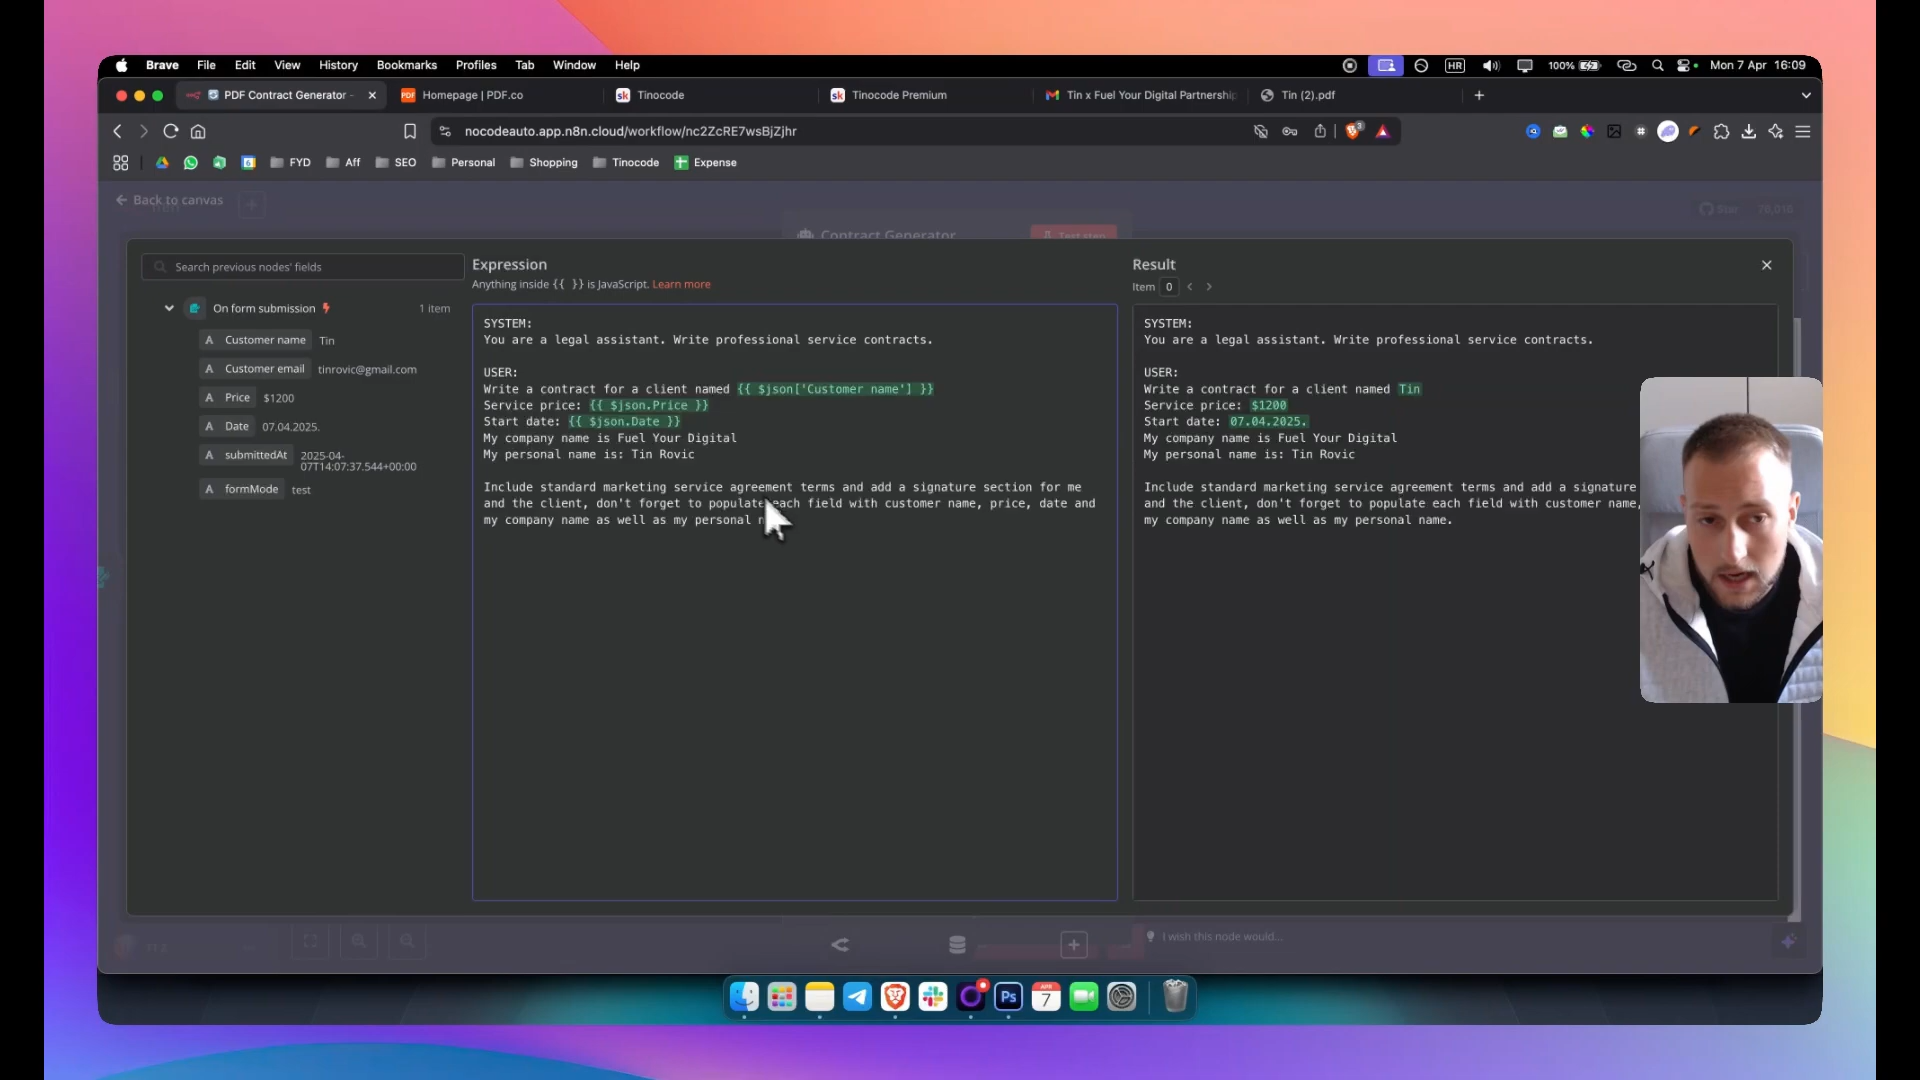 Brave File Edit View History Bookmarks Profiles Tab Window Help
HR 100% Mon 7 Apr 16:09
PDF Contract Generator -
Homepage | PDF.co
Tinocode
Tinocode Premium
Tin x Fuel Your Digital Partnership
Tin (2).pdf
nocodeauto.app.n8n.cloud/workflow/nc2ZcRE7wsBjZjhr
FYD Aff SEO Personal Shopping Tinocode Expense
Back to canvas
Star
Contract Generator
Test step
Search previous nodes' fields
On form submission 1 item
A Customer name Tin
A Customer email tinrovic@gmail.com
A Price $1200
A Date 07.04.2025.
A submittedAt 2025-04-
07T14:07:37.544+00:00
A formMode test
Expression
Anything inside {{ }} is JavaScript. Learn more
SYSTEM:
You are a legal assistant. Write professional service contracts.
USER:
Write a contract for a client named {{ $json['Customer name'] }}
Service price: {{ $json.Price }}
Start date: {{ $json.Date }}
My company name is Fuel Your Digital
My personal name is: Tin Rovic
Include standard marketing service agreement terms and add a signature section for me
and the client, don't forget to populate each field with customer name, price, date and
my company name as well as my personal
Result
Item 0
SYSTEM:
You are a legal assistant. Write professional service contracts.
USER:
Write a contract for a client named Tin
Service price: $1200
Start date: 07.04.2025.
My company name is Fuel Your Digital
My personal name is: Tin Rovic
Include standard marketing service agreement terms and add a signature
and the client, don't forget to populate each field with customer name,
my company name as well as my personal name.
I wish this node would...
Ps
APR
7